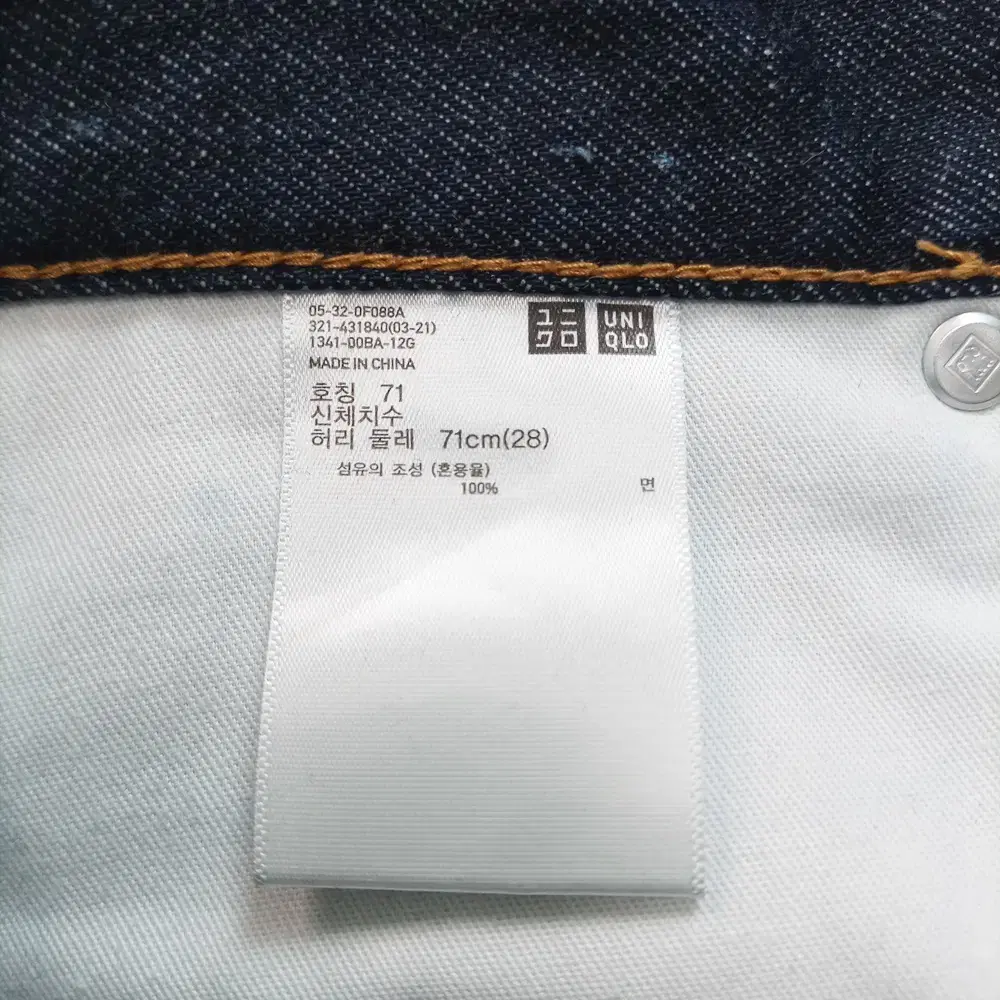 05-32-0F088A
321-431840(03-21)
1341-00BA-12G
MADE IN CHINA
ユニ
クロ
UNI
QLO
호칭 71
신체치수
허리 둘레 71cm(28)
섬유의 조성 (혼용율)
100% 면